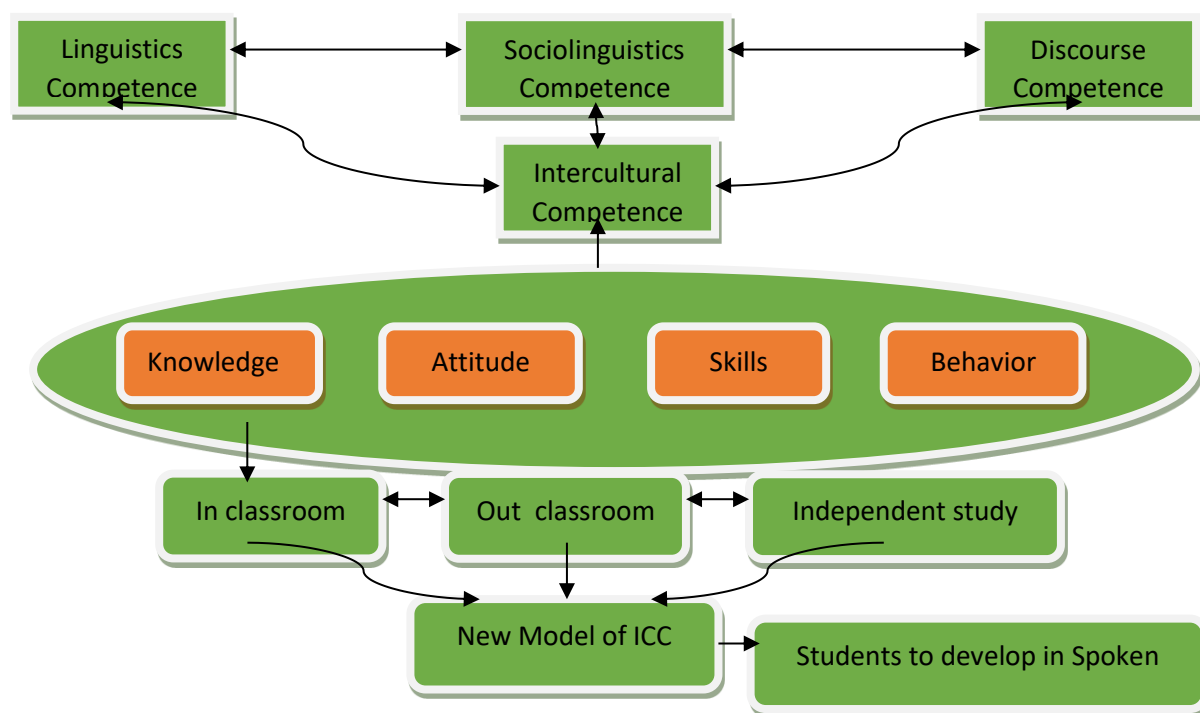 Linguistics
Competence
Sociolinguistics
Competence
Discourse
Competence
Intercultural
Competence
Knowledge
Attitude
Skills
Behavior
In classroom
Out classroom
Independent study
New Model of ICC
Students to develop in Spoken